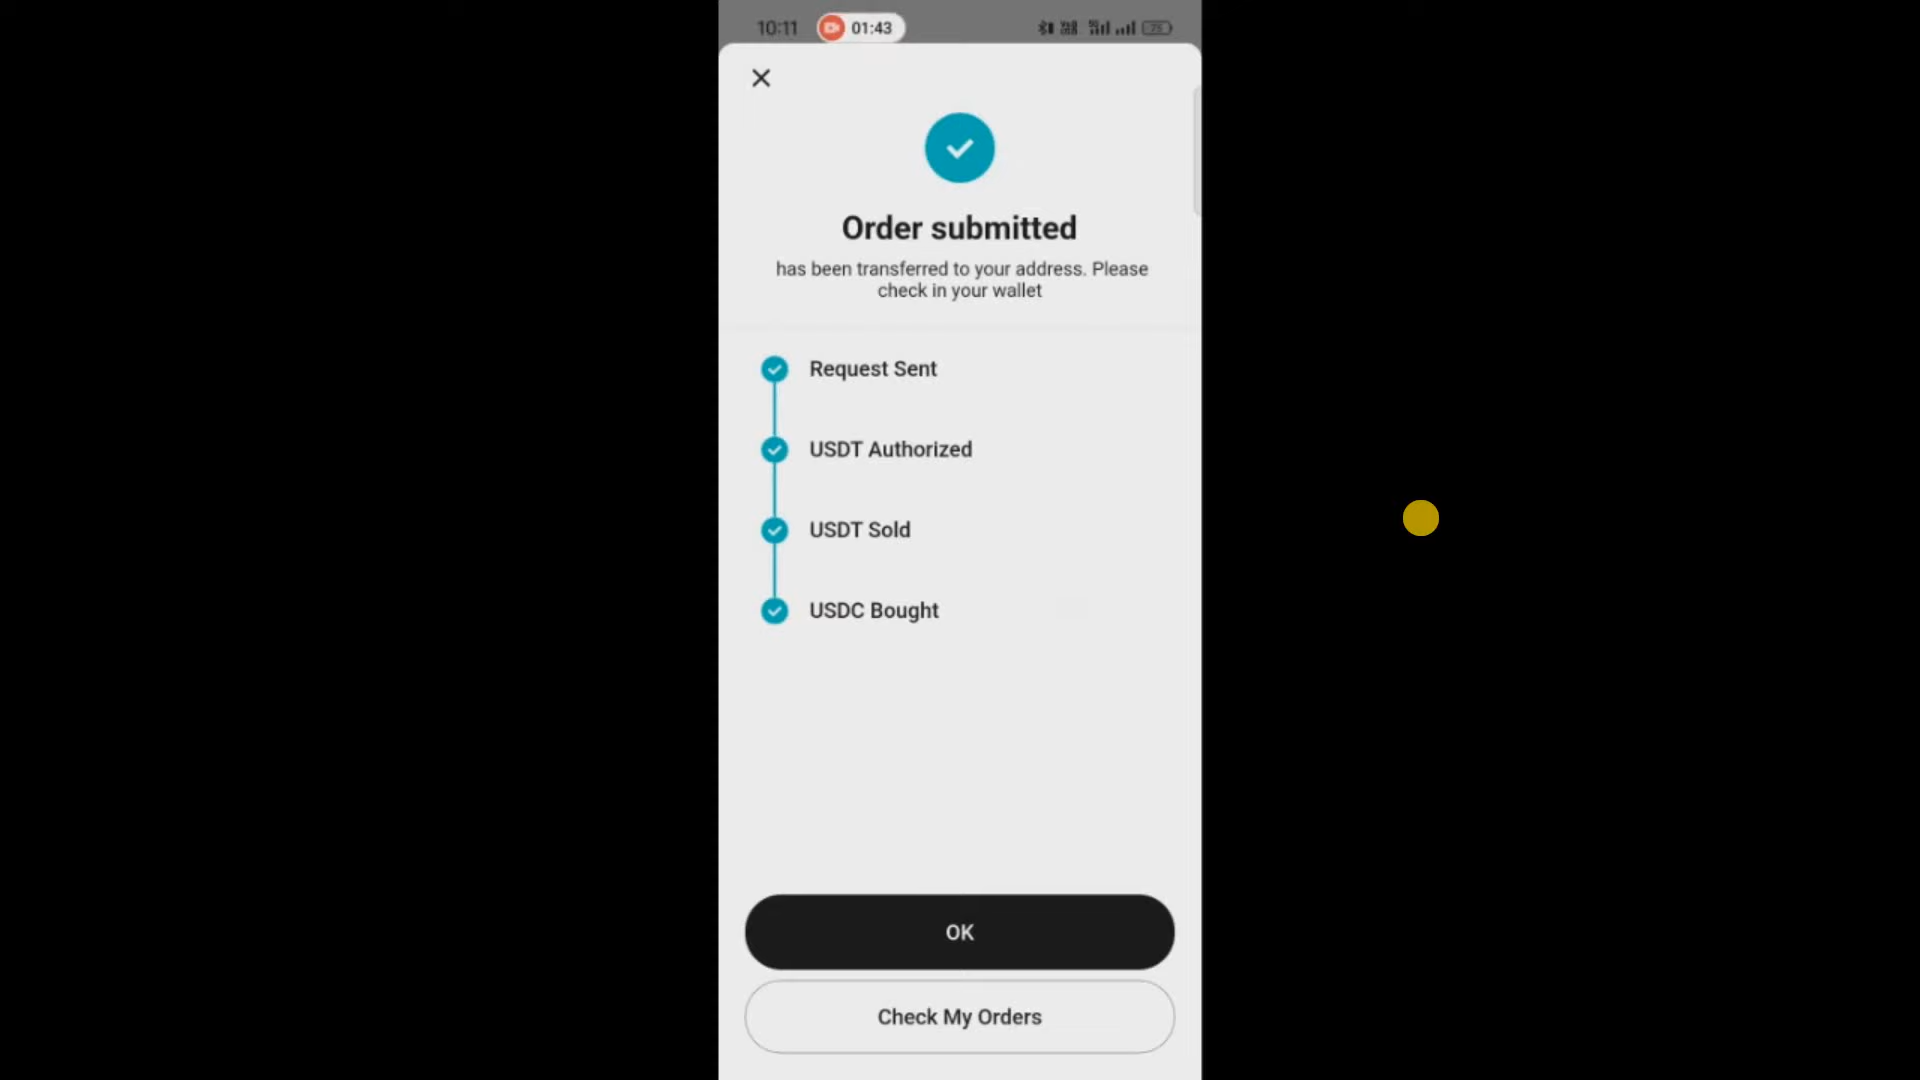 10:11 01:43 75
Order submitted
has been transferred to your address. Please
check in your wallet
Request Sent
USDT Authorized
USDT Sold
USDC Bought
OK
Check My Orders